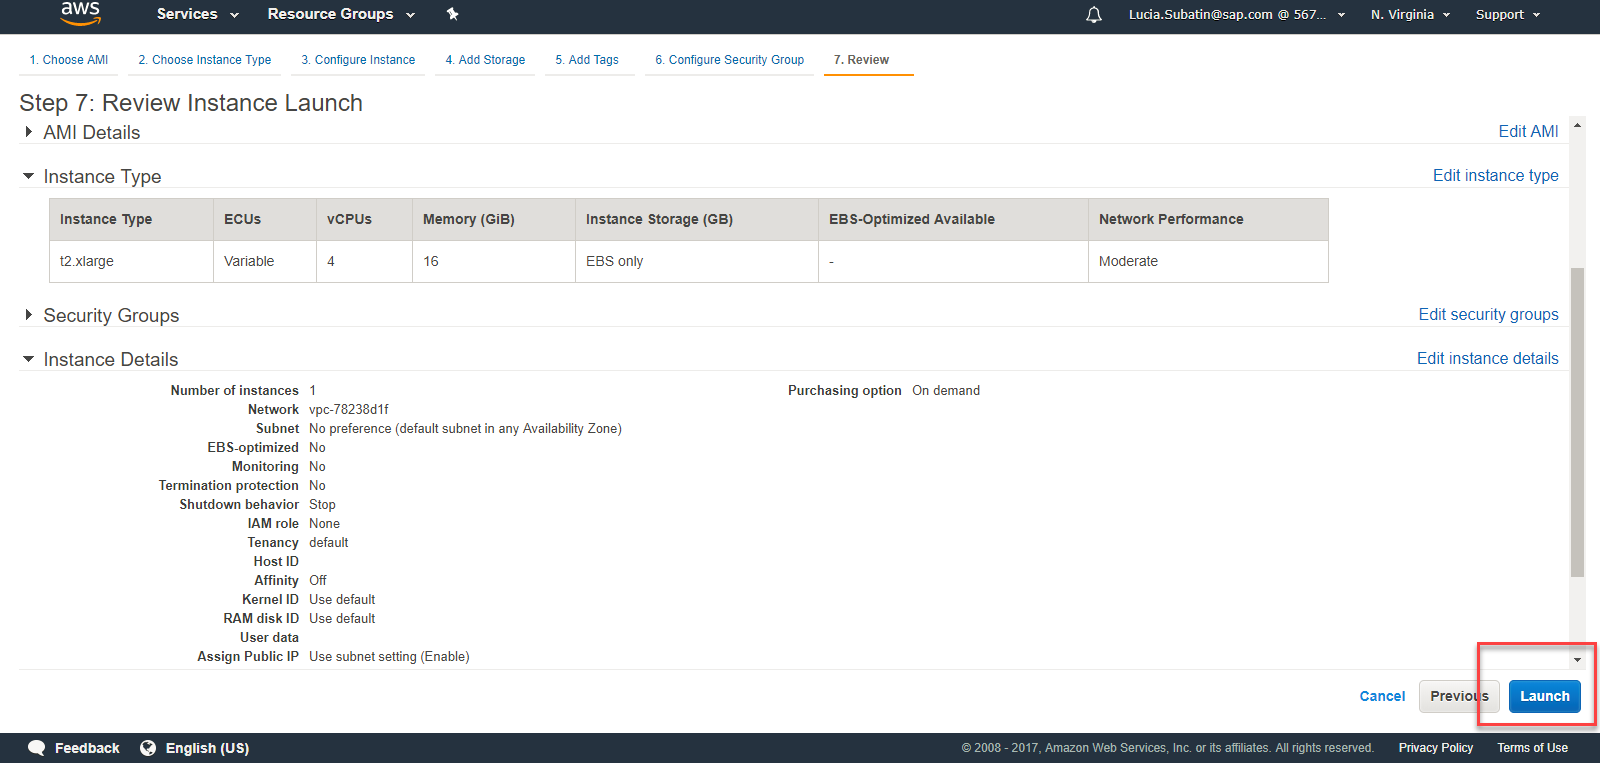 aws Services Resource Groups Lucia.Subatin@sap.com @ 567... N. Virginia Support
1. Choose AMI 2. Choose Instance Type 3. Configure Instance 4. Add Storage 5. Add Tags 6. Configure Security Group 7. Review
Step 7: Review Instance Launch
AMI Details Edit AMI
Instance Type Edit instance type
Instance Type ECUs vCPUs Memory (GiB) Instance Storage (GB) EBS-Optimized Available Network Performance
t2.xlarge Variable 4 16 EBS only - Moderate
Security Groups Edit security groups
Instance Details Edit instance details
Number of instances 1 Purchasing option On demand
Network vpc-78238d1f
Subnet No preference (default subnet in any Availability Zone)
EBS-optimized No
Monitoring No
Termination protection No
Shutdown behavior Stop
IAM role None
Tenancy default
Host ID
Affinity Off
Kernel ID Use default
RAM disk ID Use default
User data
Assign Public IP Use subnet setting (Enable)
Cancel Previous Launch
Feedback English (US) © 2008 - 2017, Amazon Web Services, Inc. or its affiliates. All rights reserved. Privacy Policy Terms of Use